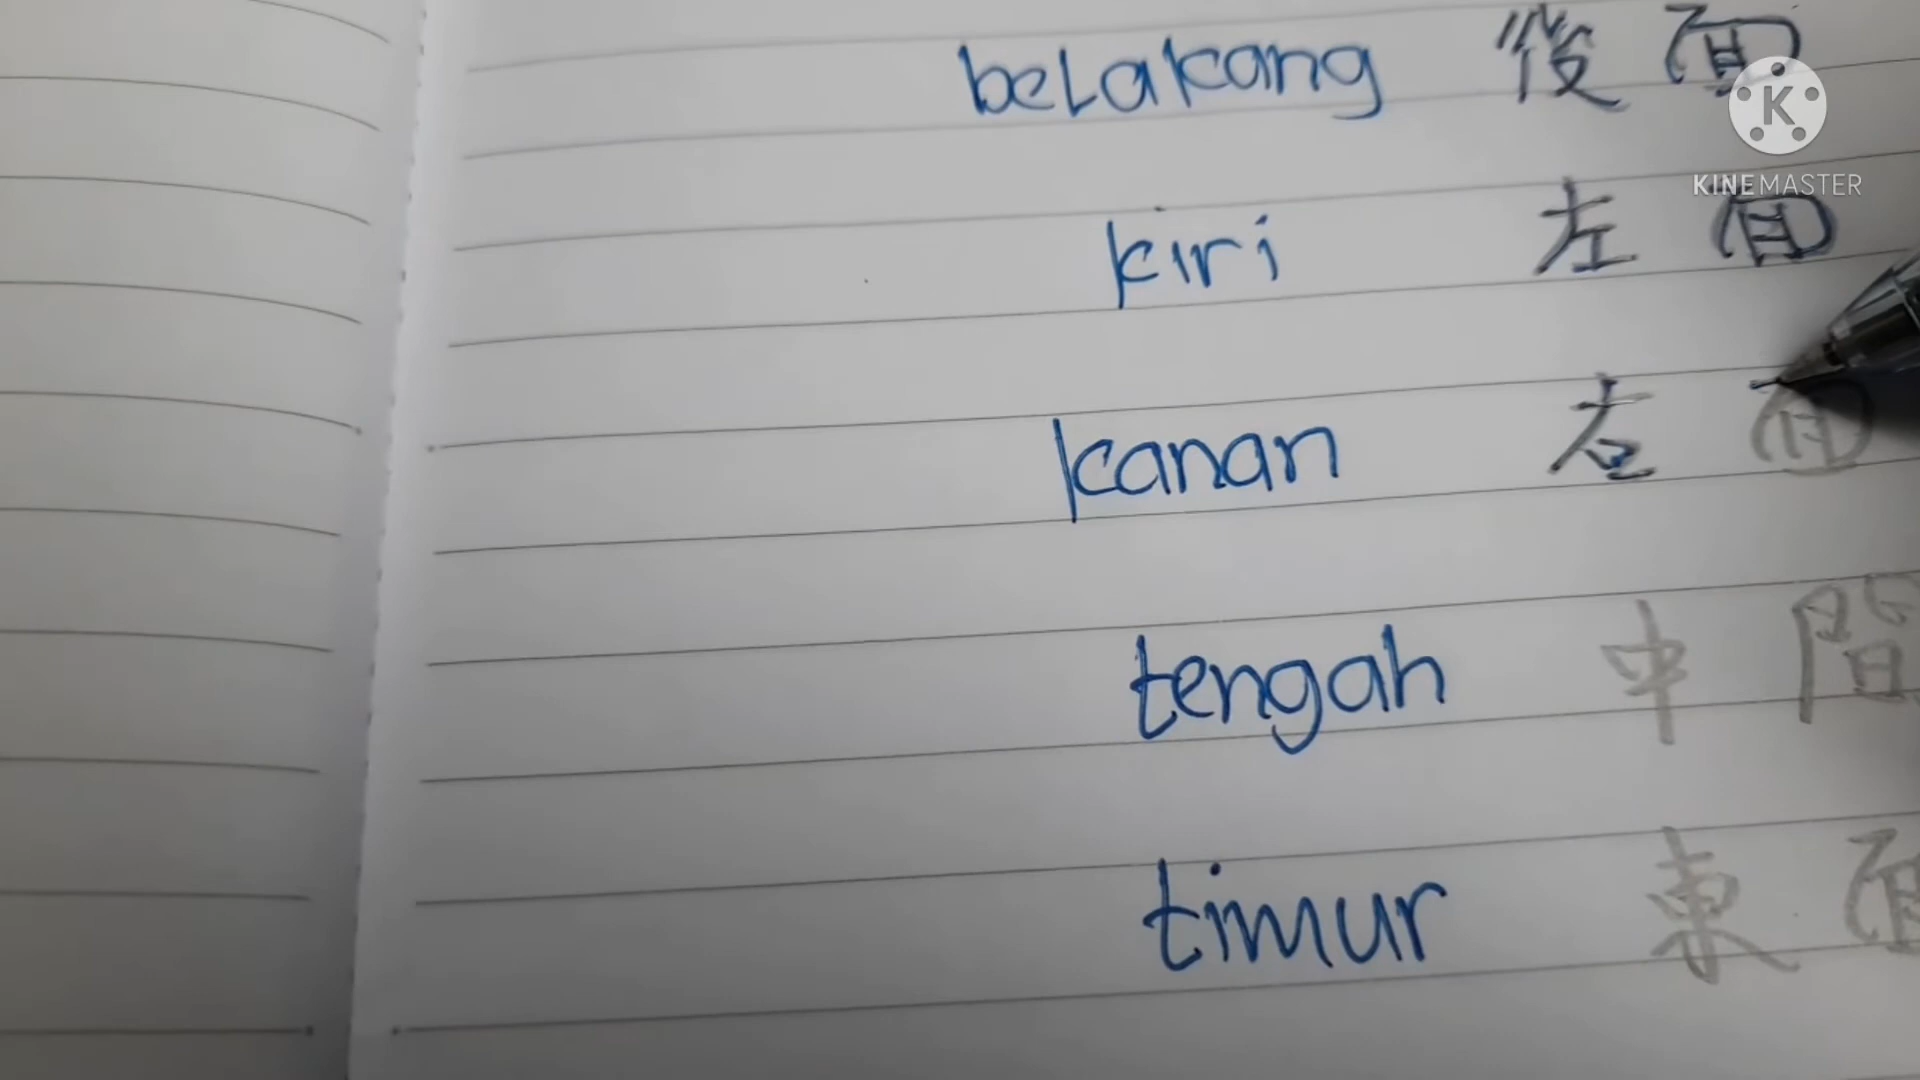 belakang 後面
KINEMASTER
kiri 左面
kanan 右面
tengah 中間
timur 東面